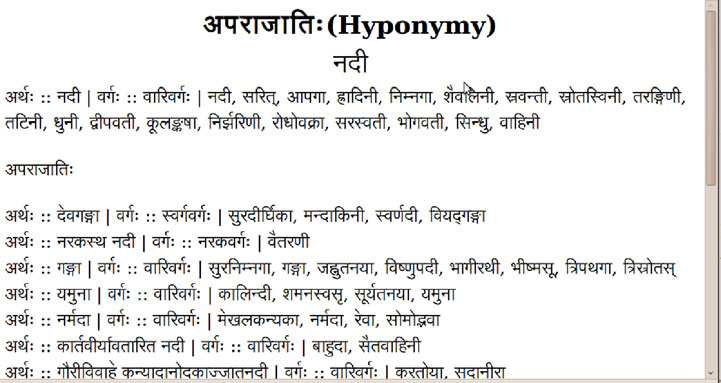 अपराजातिः(Hyponymy)
नदी
अर्थः :: नदी | वर्गः :: वारिवर्गः | नदी, सरित्, आपगा, ह्रादिनी, निम्नगा, शैवलिनी, स्रवन्ती, स्रोतस्विनी, तरङ्गिणी,
तटिनी, धुनी, द्वीपवती, कूलङ्कषा, निर्झरिणी, रोधोवक्रा, सरस्वती, भोगवती, सिन्धु, वाहिनी
अपराजातिः
अर्थः :: देवगङ्गा | वर्गः :: स्वर्गवर्गः | सुरदीर्घिका, मन्दाकिनी, स्वर्णदी, वियद्गङ्गा
अर्थः :: नरकस्थ नदी | वर्गः :: नरकवर्गः | वैतरणी
अर्थः :: गङ्गा | वर्गः :: वारिवर्गः | सुरनिम्नगा, गङ्गा, जह्नुतनया, विष्णुपदी, भागीरथी, भीष्मसू, त्रिपथगा, त्रिस्रोतस्
अर्थः :: यमुना | वर्गः :: वारिवर्गः | कालिन्दी, शमनस्वसृ, सूर्यतनया, यमुना
अर्थः :: नर्मदा | वर्गः :: वारिवर्गः | मेखलकन्यका, नर्मदा, रेवा, सोमोद्भवा
अर्थः :: कार्तवीर्यावतारित नदी | वर्गः :: वारिवर्गः | बाहुदा, सैतवाहिनी
अर्थः :: गौरीविवाहे कन्यादानोदकाज्जातनदी | वर्गः :: वारिवर्गः | करतोया, सदानीरा